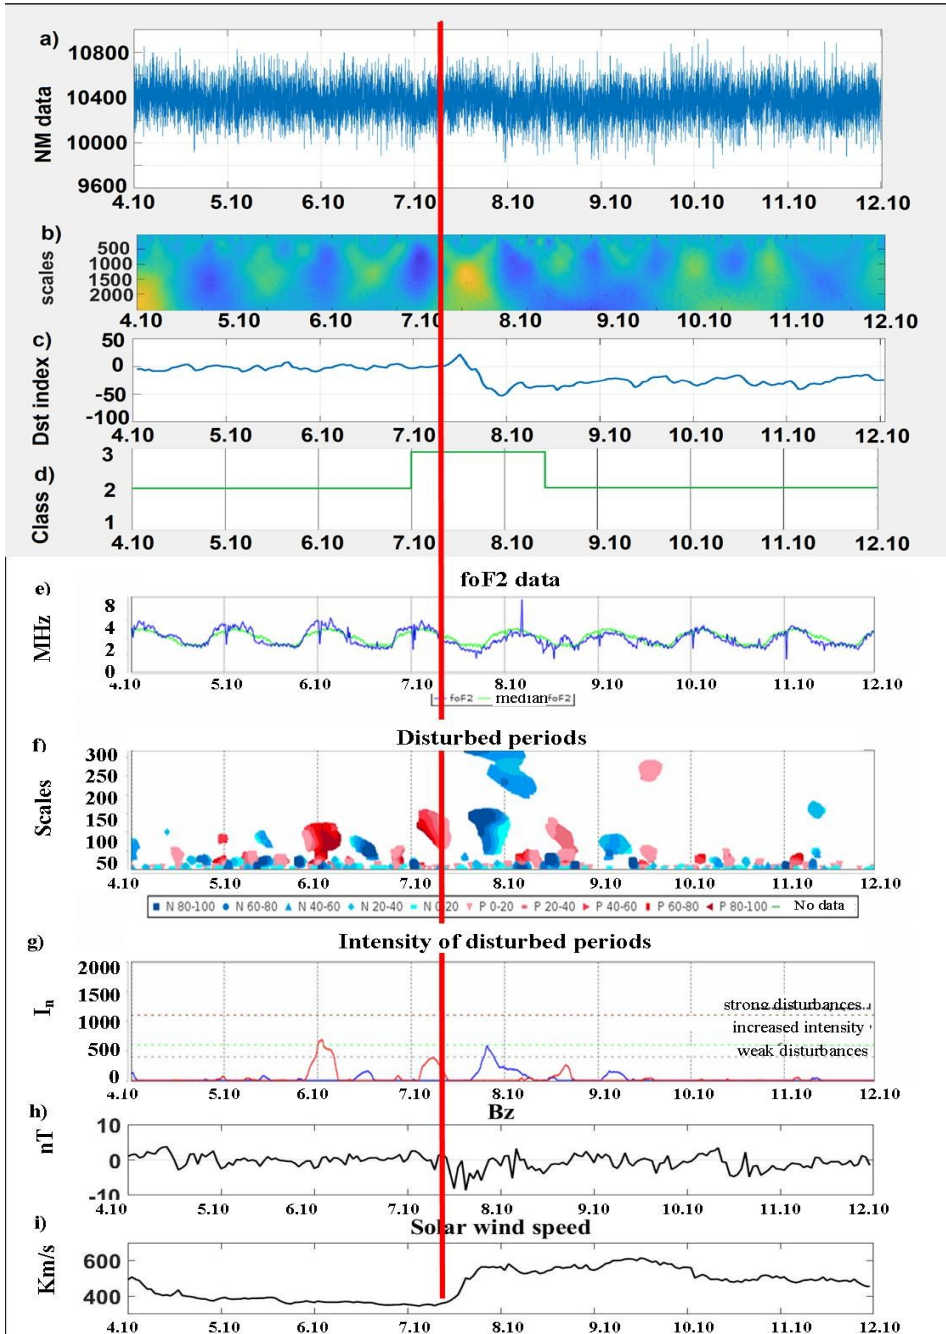 a)
NM data
10800
10400
10000
9600
4.10 5.10 6.10 7.10 8.10 9.10 10.10 11.10 12.10
b)
scales
500
1000
1500
2000
4.10 5.10 6.10 7.10 8.10 9.10 10.10 11.10 12.10
c)
Dst index
50
0
-50
-100
4.10 5.10 6.10 7.10 8.10 9.10 10.10 11.10 12.10
d)
Class
3
2
1
4.10 5.10 6.10 7.10 8.10 9.10 10.10 11.10 12.10
foF2 data
e)
MHz
8
6
4
2
0
4.10 5.10 6.10 7.10 8.10 9.10 10.10 11.10 12.10
foF2 medianfoF2
Disturbed periods
f)
Scales
300
250
200
150
100
50
4.10 5.10 6.10 7.10 8.10 9.10 10.10 11.10 12.10
N 80-100 N 60-80 N 40-60 N 20-40 N 0-20 P 0-20 P 20-40 P 40-60 P 60-80 P 80-100 No data
Intensity of disturbed periods
g)
In
2000
1500
1000
500
0
strong disturbances
increased intensity
weak disturbances
4.10 5.10 6.10 7.10 8.10 9.10 10.10 11.10 12.10
h)
Bz
nT
10
0
-10
4.10 5.10 6.10 7.10 8.10 9.10 10.10 11.10 12.10
i)
Solar wind speed
Km/s
600
400
4.10 5.10 6.10 7.10 8.10 9.10 10.10 11.10 12.10